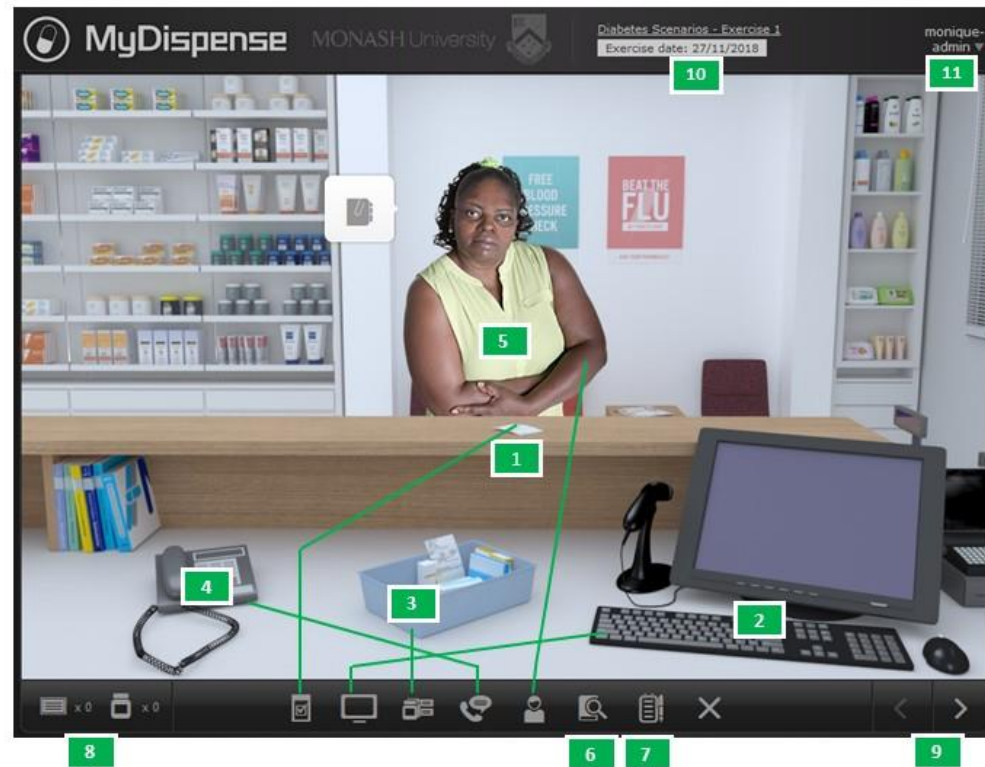 MyDispense
MONASH University
Diabetes Scenarios - Exercise 1
Exercise date: 27/11/2018
monique-
admin
10
11
FREE
BLOOD
PRESSURE
CHECK
BEAT THE
FLU
5
1
4
3
2
x 0
x 0
8
6
7
9